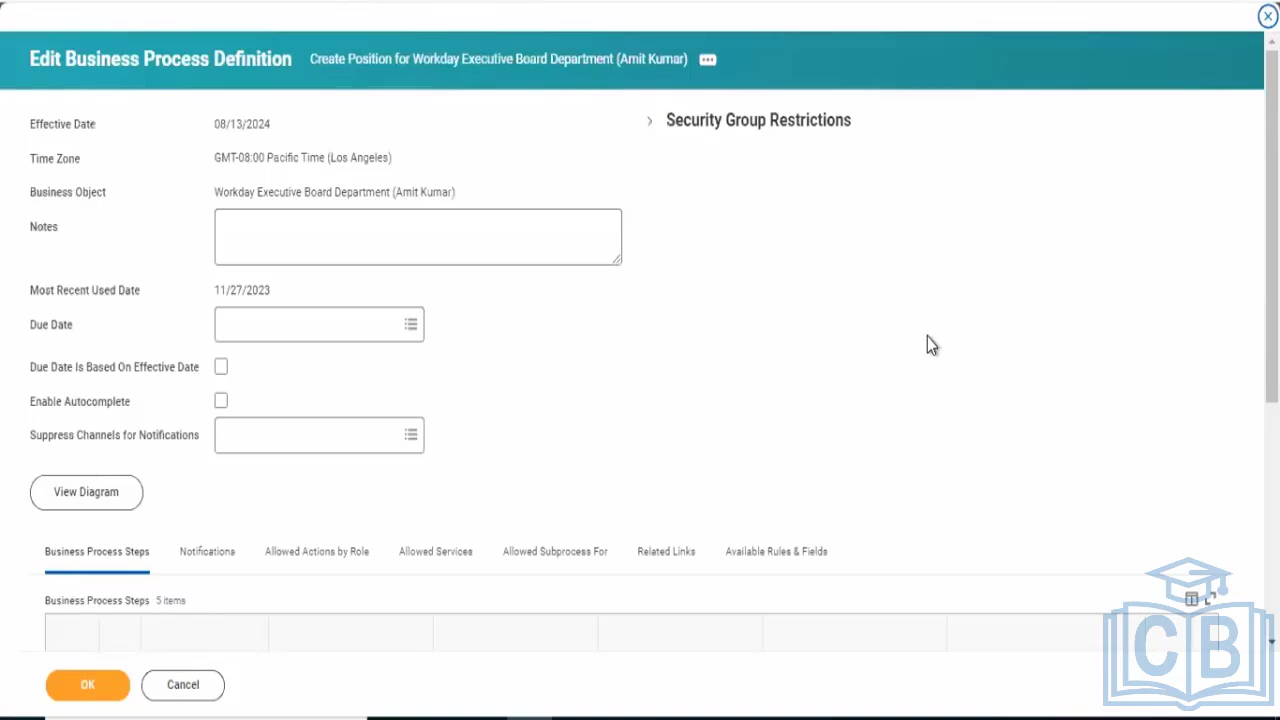 Edit Business Process Definition Create Position for Workday Executive Board Department (Amit Kumar)
Effective Date 08/13/2024
Security Group Restrictions
Time Zone GMT-08:00 Pacific Time (Los Angeles)
Business Object Workday Executive Board Department (Amit Kumar)
Notes
Most Recent Used Date 11/27/2023
Due Date
Due Date Is Based On Effective Date
Enable Autocomplete
Suppress Channels for Notifications
View Diagram
Business Process Steps Notifications Allowed Actions by Role Allowed Services Allowed Subprocess For Related Links Available Rules & Fields
Business Process Steps 5 items
OK Cancel
CB